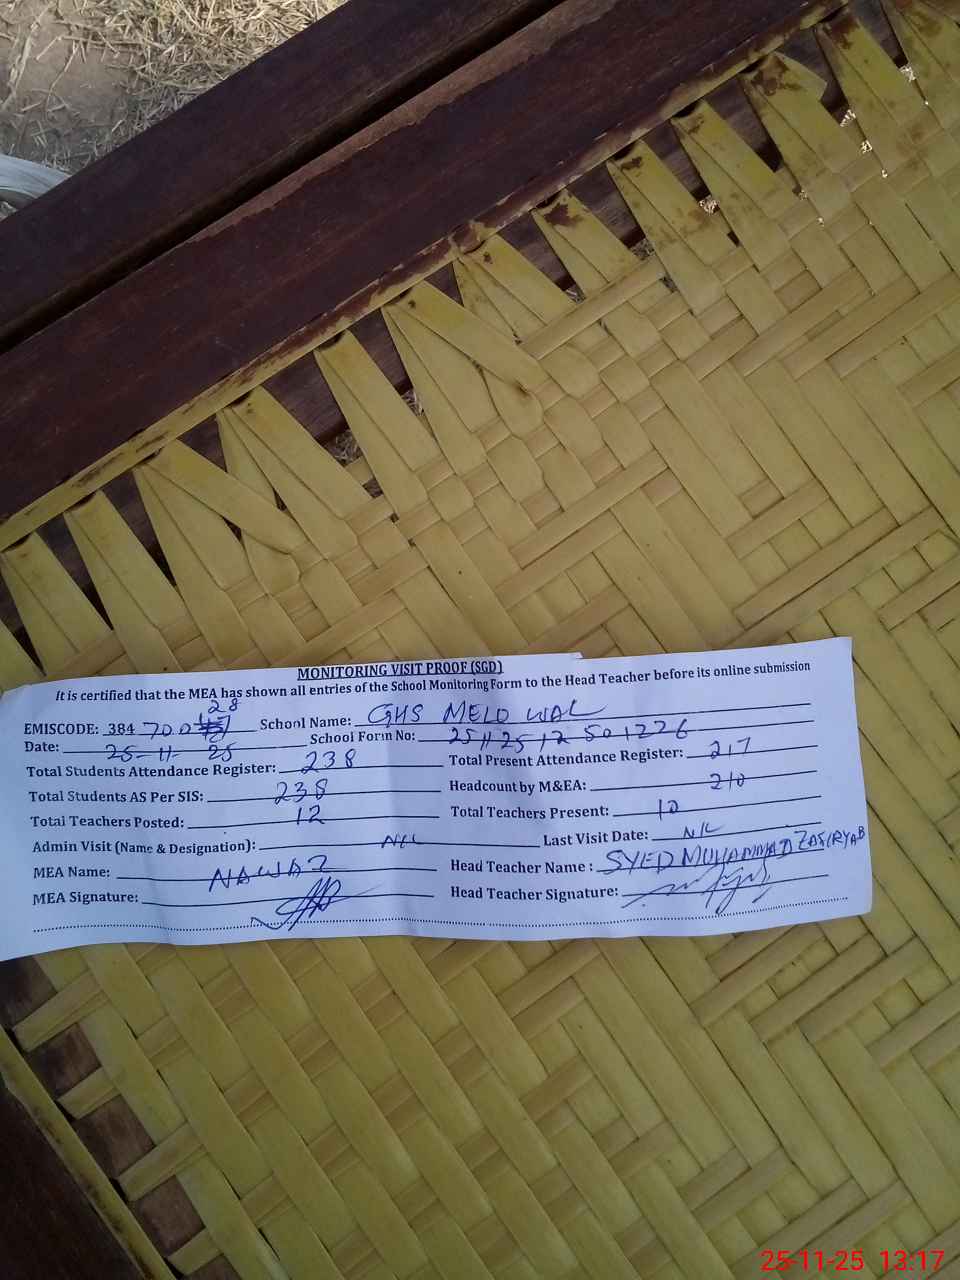 MONITORING VISIT PROOF (SGD)
It is certified that the MEA has shown all entries of the School Monitoring Form to the Head Teacher before its online submission
28
EMISCODE: 384 700 School Name: GHS MELO WAL
Date: 25-11-25 School Form No: 25112512501226
Total Students Attendance Register: 238 Total Present Attendance Register: 217
Total Students AS Per SIS: 238 Headcount by M&EA: 210
Total Teachers Posted: 12 Total Teachers Present: 10
Admin Visit (Name & Designation): NIL Last Visit Date: NIL
MEA Name: NAWAZ Head Teacher Name: SYED MUHAMMAD
MEA Signature: Head Teacher Signature:
25-11-25 13:17